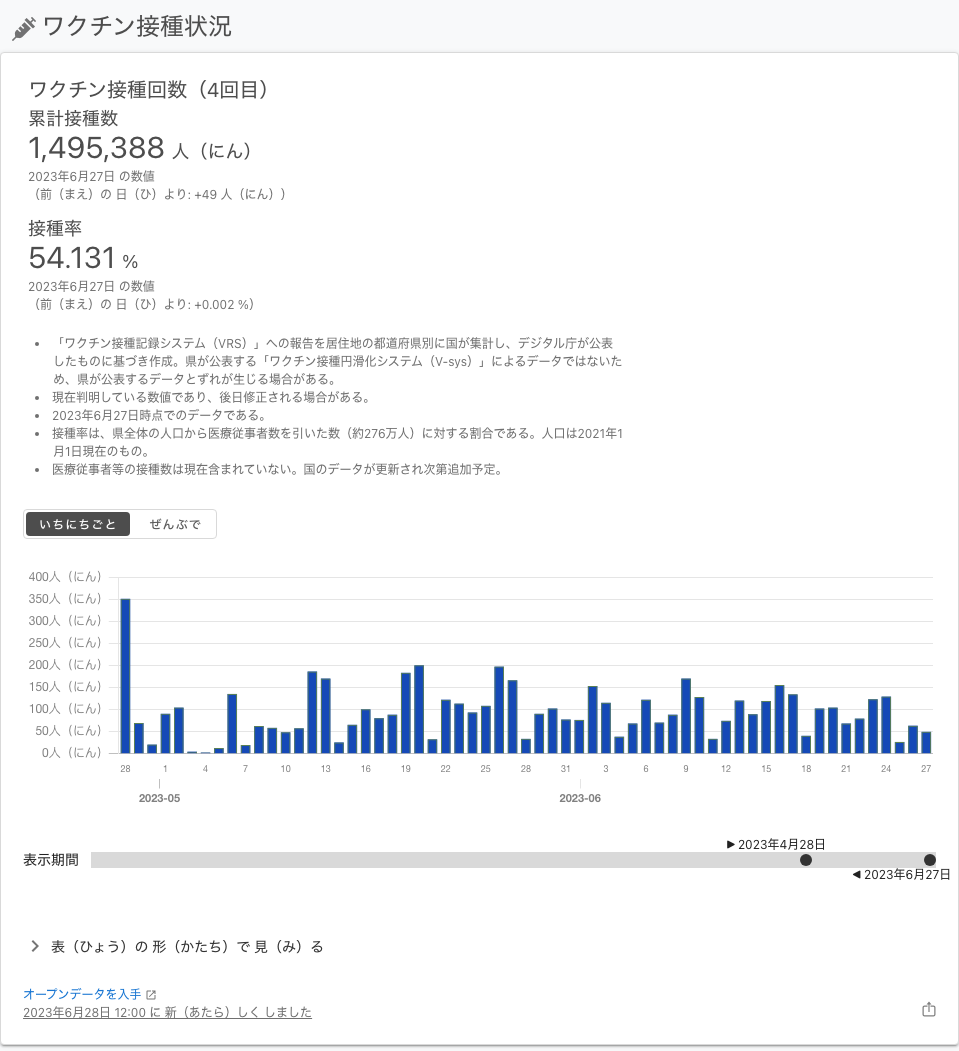 ワクチン接種状況
ワクチン接種回数（4回目）
累計接種数
1,495,388 人（にん）
2023年6月27日 の数値
（前（まえ）の 日（ひ）より: +49 人（にん））
接種率
54.131 %
2023年6月27日 の数値
（前（まえ）の 日（ひ）より: +0.002 %）
• 「ワクチン接種記録システム（VRS）」への報告を居住地の都道府県別に国が集計し、デジタル庁が公表
したものに基づき作成。県が公表する「ワクチン接種円滑化システム（V-sys）」によるデータではないた
め、県が公表するデータとずれが生じる場合がある。
• 現在判明している数値であり、後日修正される場合がある。
• 2023年6月27日時点でのデータである。
• 接種率は、県全体の人口から医療従事者数を引いた数（約276万人）に対する割合である。人口は2021年1
月1日現在のもの。
• 医療従事者等の接種数は現在含まれていない。国のデータが更新され次第追加予定。
いちにちごと ぜんぶで
400人（にん）
350人（にん）
300人（にん）
250人（にん）
200人（にん）
150人（にん）
100人（にん）
50人（にん）
0人（にん）
28 1 4 7 10 13 16 19 22 25 28 31 3 6 9 12 15 18 21 24 27
2023-05 2023-06
2023年4月28日
表示期間
2023年6月27日
表（ひょう）の 形（かたち）で 見（み）る
オープンデータを入手
2023年6月28日 12:00 に 新（あたら）しく しました